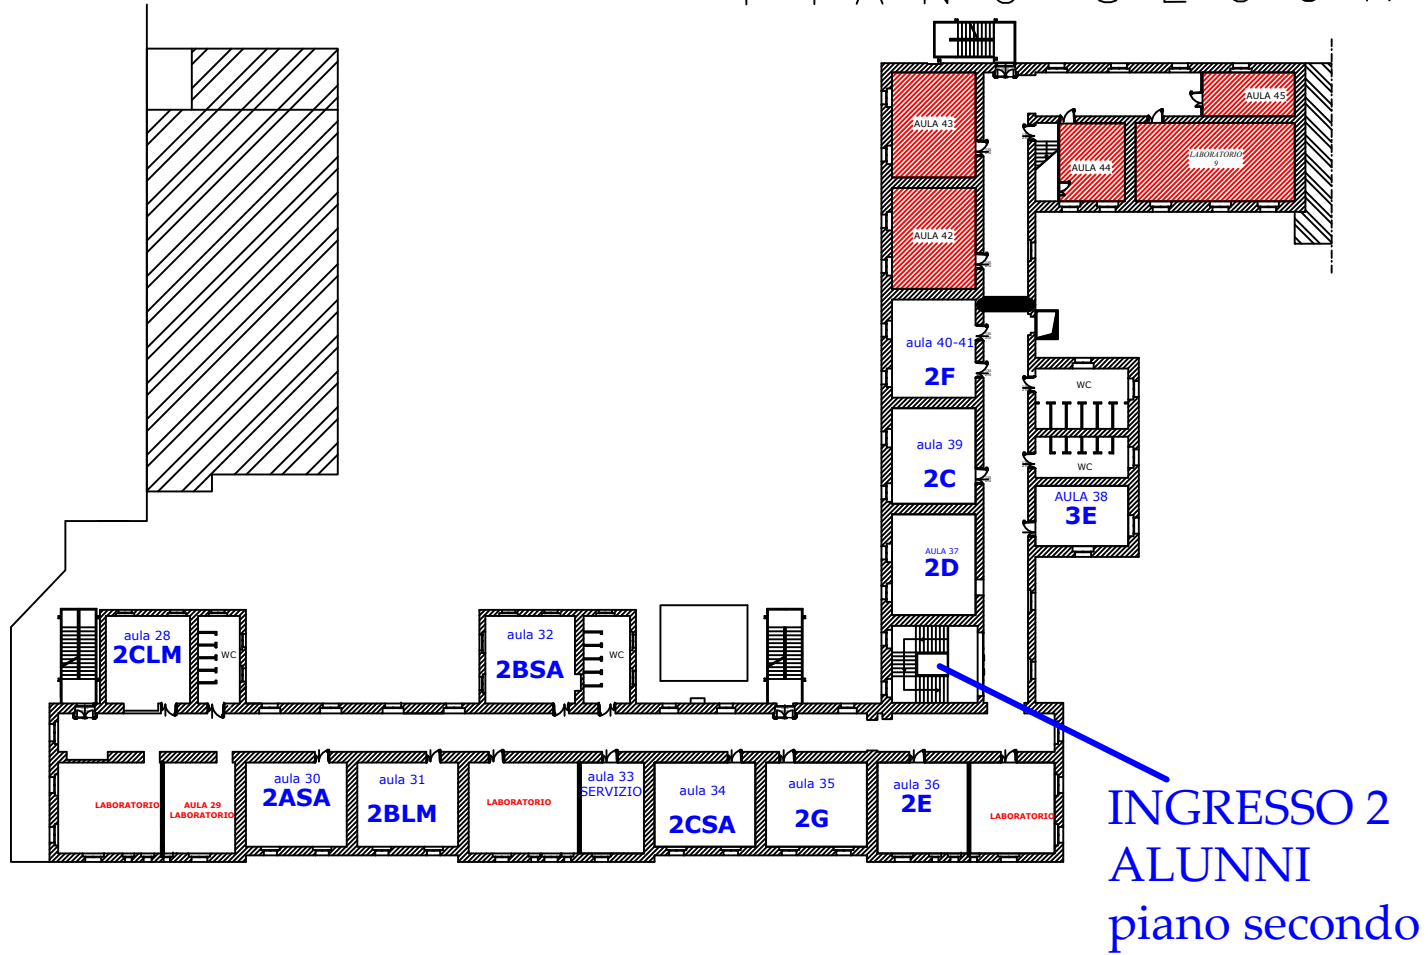 AULA 45
AULA 43
LABORATORIO
9
AULA 44
AULA 42
aula 40-41
2F
WC
aula 39
2C
WC
AULA 38
3E
AULA 37
2D
aula 28
2CLM
WC
aula 32
2BSA
WC
LABORATORIO
AULA 29
LABORATORIO
aula 30
2ASA
aula 31
2BLM
LABORATORIO
aula 33
SERVIZIO
aula 34
2CSA
aula 35
2G
aula 36
2E
LABORATORIO
INGRESSO 2
ALUNNI
piano secondo